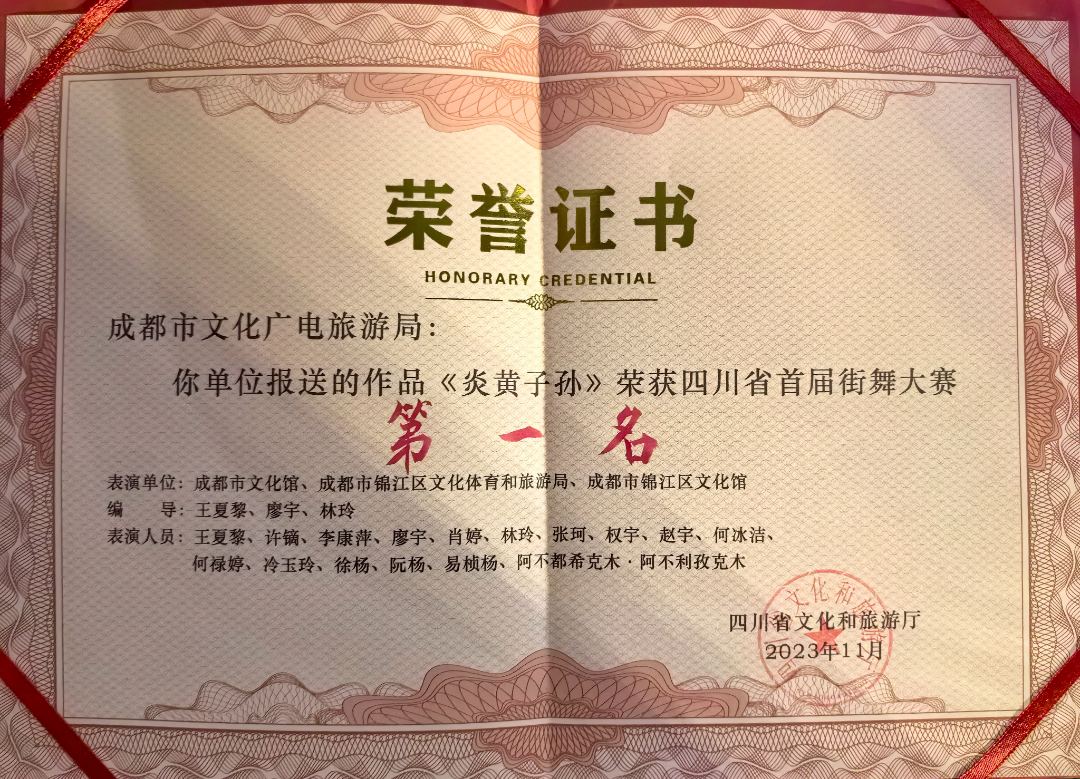 荣誉证书
HONORARY CREDENTIAL
成都市文化广电旅游局：
你单位报送的作品《炎黄子孙》荣获四川省首届街舞大赛
第一名
表演单位：成都市文化馆、成都市锦江区文化体育和旅游局、成都市锦江区文化馆
编　　导：王夏黎、廖宇、林玲
表演人员：王夏黎、许镝、李康萍、廖宇、肖婷、林玲、张珂、权宇、赵宇、何冰洁、
何禄婷、冷玉玲、徐杨、阮杨、易桢杨、阿不都希克木·阿不利孜克木
四川省文化和旅游厅
2023年11月